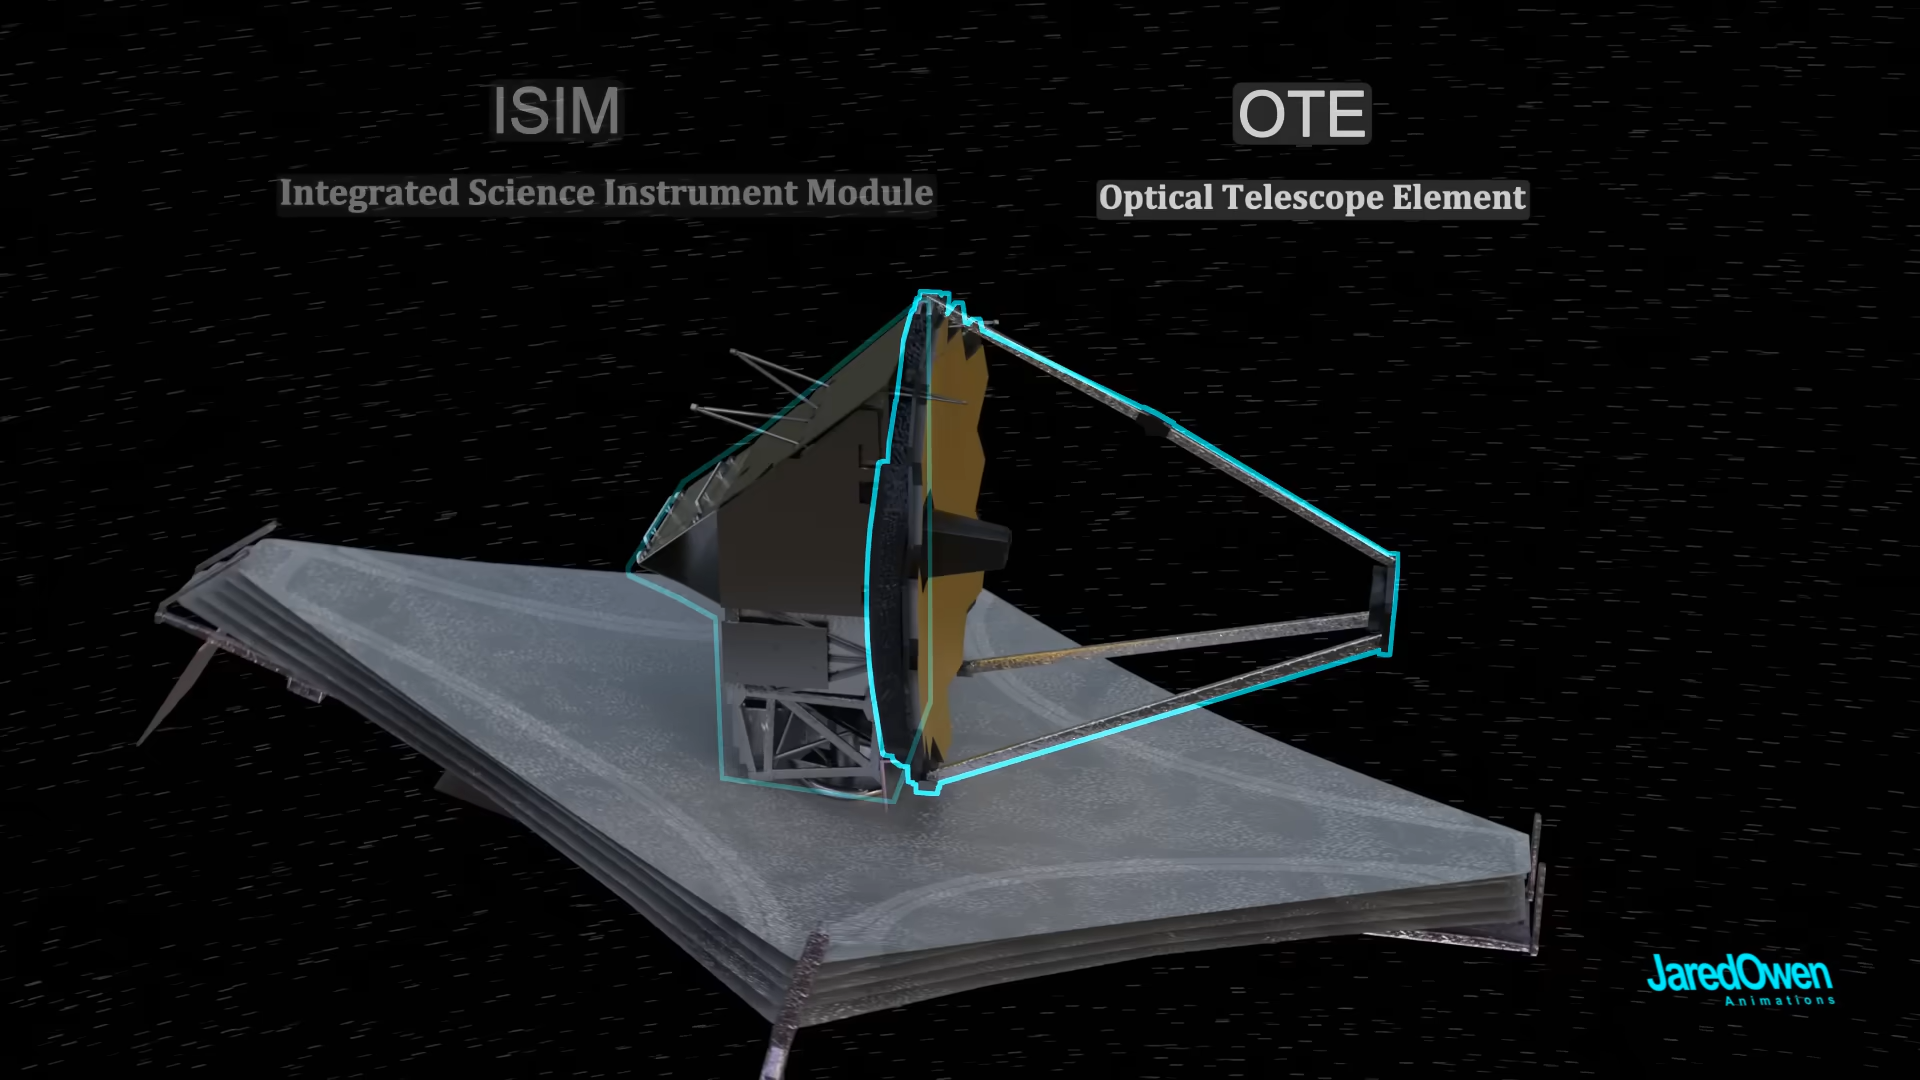 ISIM
OTE
Integrated Science Instrument Module
Optical Telescope Element
JaredOwen
Animations